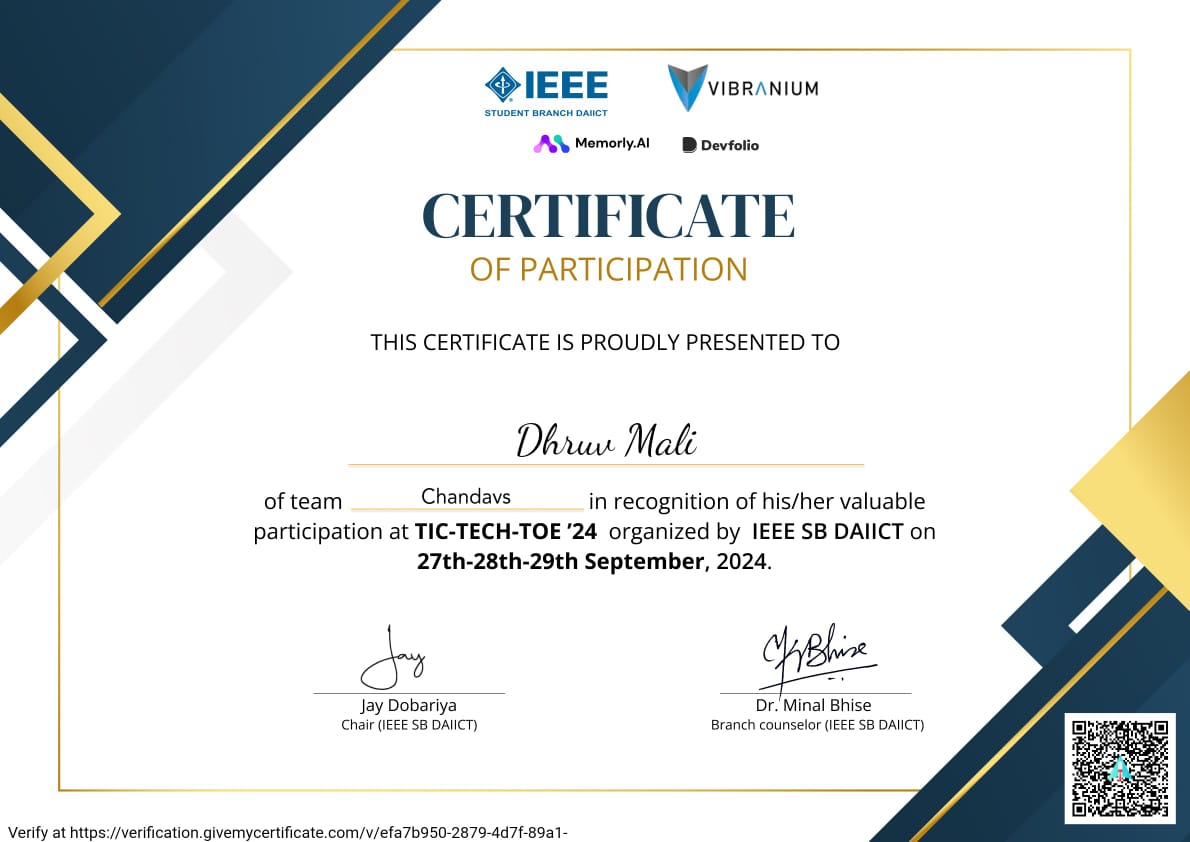 IEEE
STUDENT BRANCH DAIICT
VIBRANIUM
Memorly.AI
Devfolio
CERTIFICATE
OF PARTICIPATION
THIS CERTIFICATE IS PROUDLY PRESENTED TO
Dhruv Mali
of team Chandavs in recognition of his/her valuable
participation at TIC-TECH-TOE ’24 organized by IEEE SB DAIICT on
27th-28th-29th September, 2024.
Jay
Jay Dobariya
Chair (IEEE SB DAIICT)
MBhise
Dr. Minal Bhise
Branch counselor (IEEE SB DAIICT)
Verify at https://verification.givemycertificate.com/v/efa7b950-2879-4d7f-89a1-